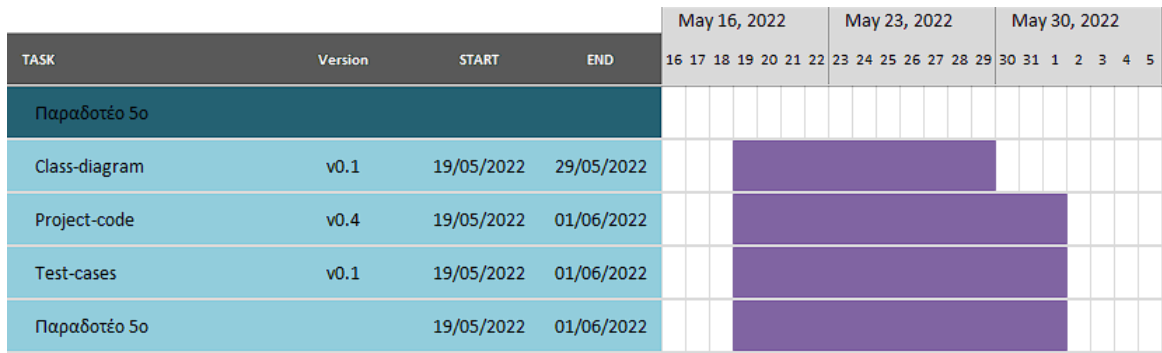 May 16, 2022 May 23, 2022 May 30, 2022
TASK Version START END 16 17 18 19 20 21 22 23 24 25 26 27 28 29 30 31 1 2 3 4 5
Παραδοτέο 5ο
Class-diagram v0.1 19/05/2022 29/05/2022
Project-code v0.4 19/05/2022 01/06/2022
Test-cases v0.1 19/05/2022 01/06/2022
Παραδοτέο 5ο 19/05/2022 01/06/2022